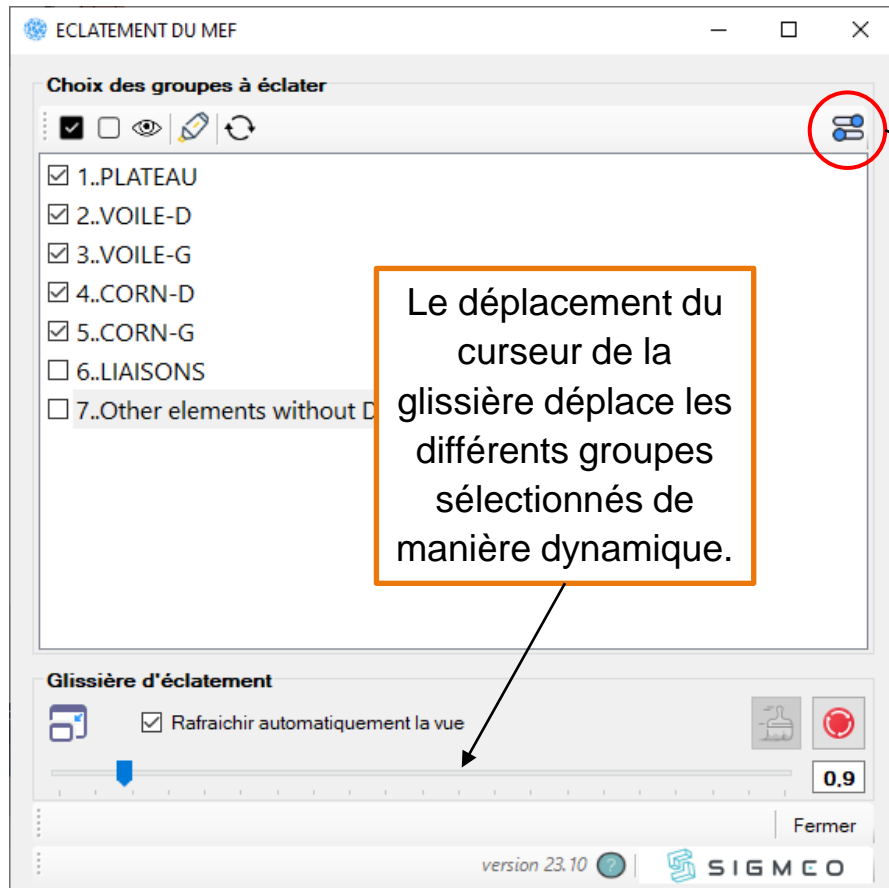 ECLATEMENT DU MEF
Choix des groupes à éclater
1..PLATEAU
2..VOILE-D
3..VOILE-G
4..CORN-D
5..CORN-G
6..LIAISONS
7..Other elements without
Le déplacement du
curseur de la
glissière déplace les
différents groupes
sélectionnés de
manière dynamique.
Glissière d'éclatement
Rafraichir automatiquement la vue
0.9
Fermer
version 23.10 ?
SIGMEO